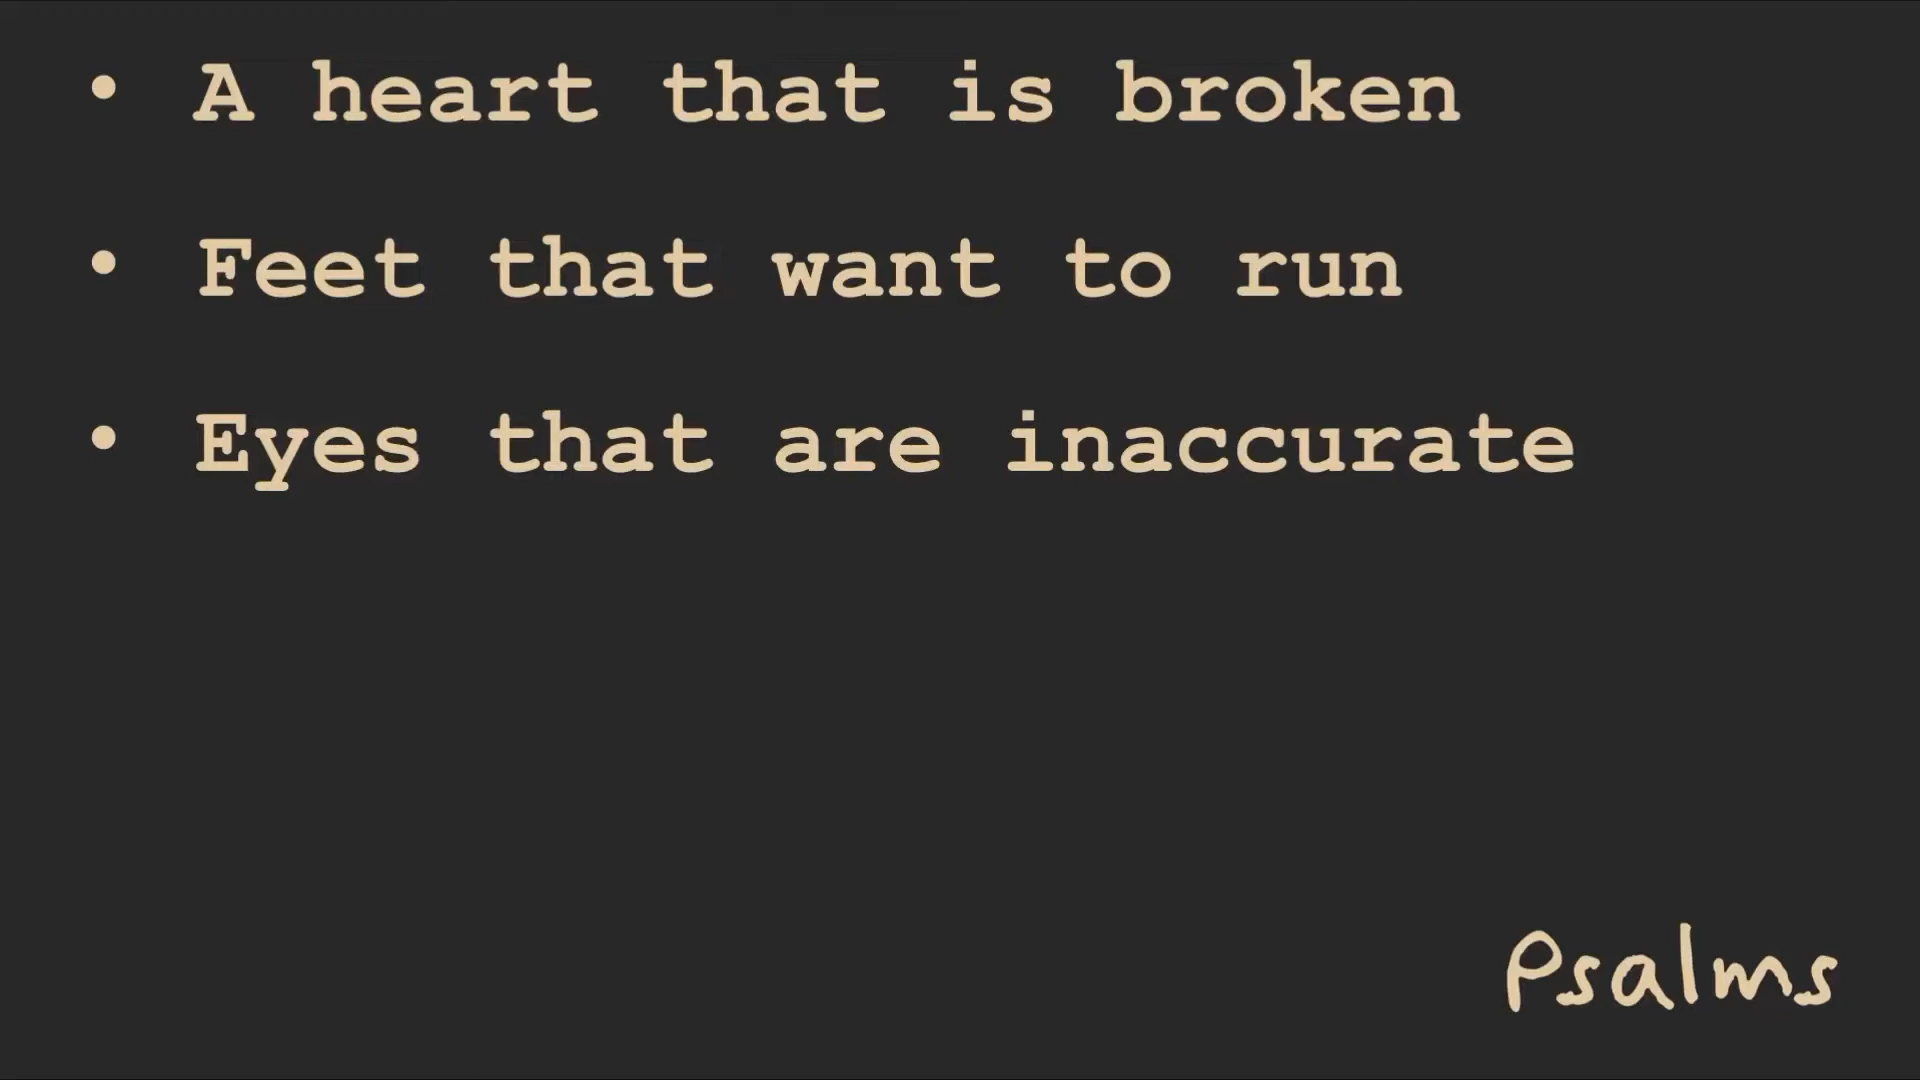 • A heart that is broken
• Feet that want to run
• Eyes that are inaccurate
Psalms